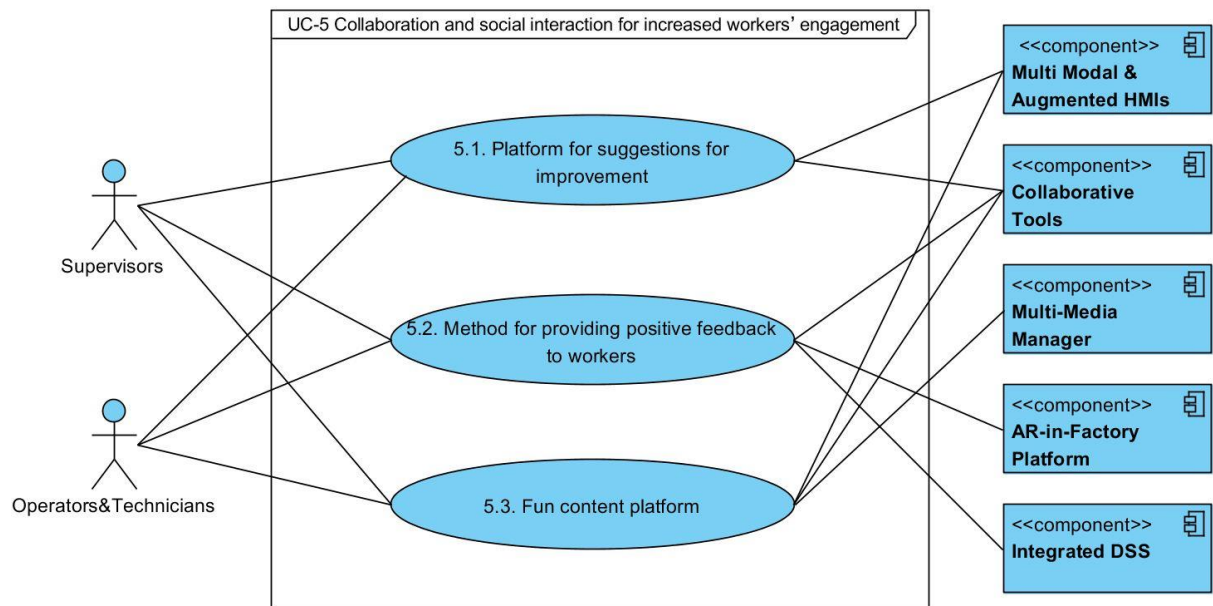 UC-5 Collaboration and social interaction for increased workers’ engagement
<<component>>
Multi Modal &
Augmented HMIs
5.1. Platform for suggestions for
improvement
<<component>>
Collaborative
Tools
Supervisors
<<component>>
Multi-Media
Manager
5.2. Method for providing positive feedback
to workers
<<component>>
AR-in-Factory
Platform
Operators&Technicians
5.3. Fun content platform
<<component>>
Integrated DSS